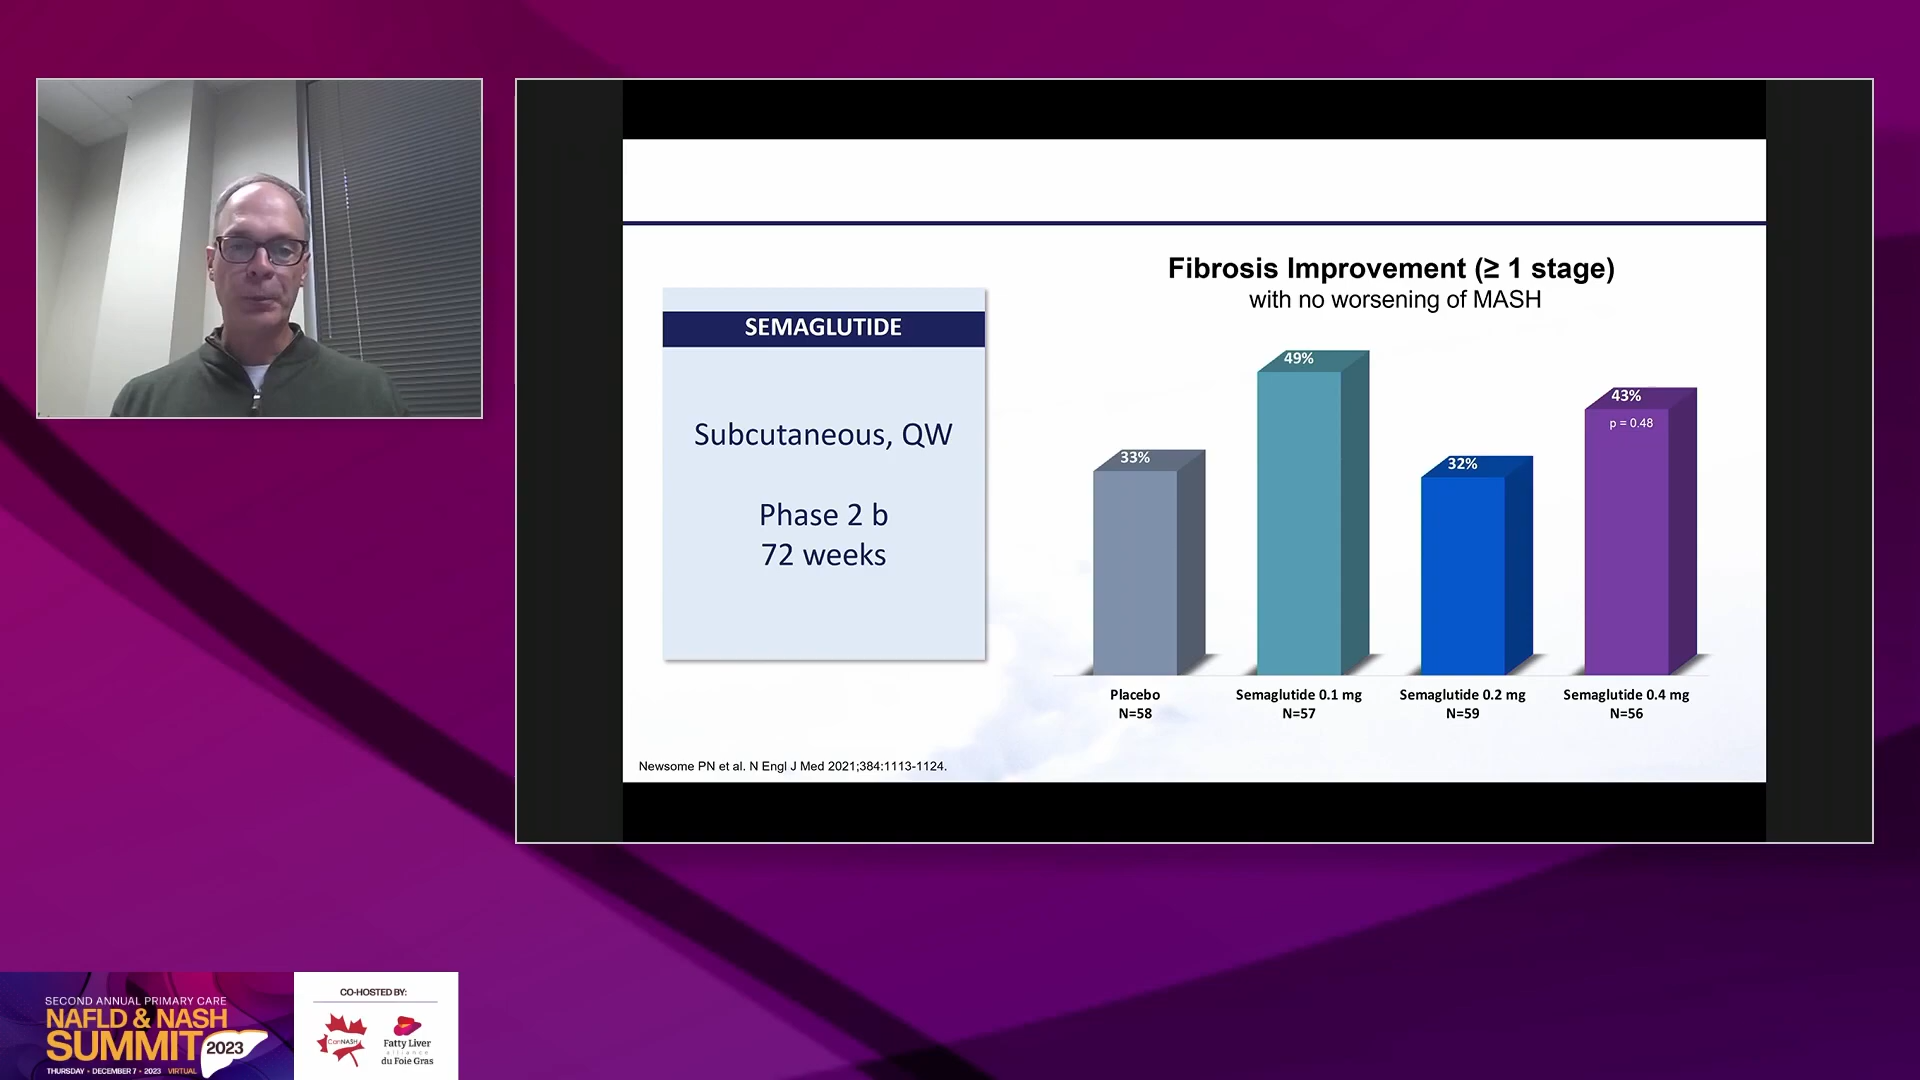 Fibrosis Improvement (≥ 1 stage)
with no worsening of MASH
SEMAGLUTIDE
Subcutaneous, QW
Phase 2 b
72 weeks
33%
49%
32%
43%
p = 0.48
Placebo
N=58
Semaglutide 0.1 mg
N=57
Semaglutide 0.2 mg
N=59
Semaglutide 0.4 mg
N=56
Newsome PN et al. N Engl J Med 2021;384:1113-1124.
SECOND ANNUAL PRIMARY CARE
NAFLD & NASH
SUMMIT 2023
THURSDAY • DECEMBER 7 • 2023 VIRTUAL
CO-HOSTED BY:
CanNASH
Fatty Liver
alliance
du Foie Gras